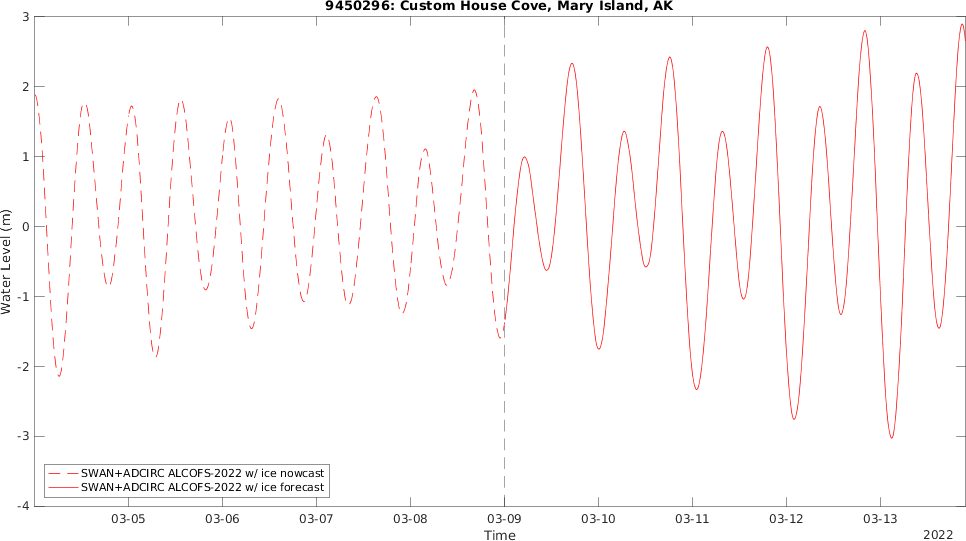 9450296: Custom House Cove, Mary Island, AK
3
2
1
0
-1
-2
-3
-4
Water Level (m)
SWAN+ADCIRC ALCOFS-2022 w/ ice nowcast
SWAN+ADCIRC ALCOFS-2022 w/ ice forecast
03-05 03-06 03-07 03-08 03-09 03-10 03-11 03-12 03-13
Time
2022